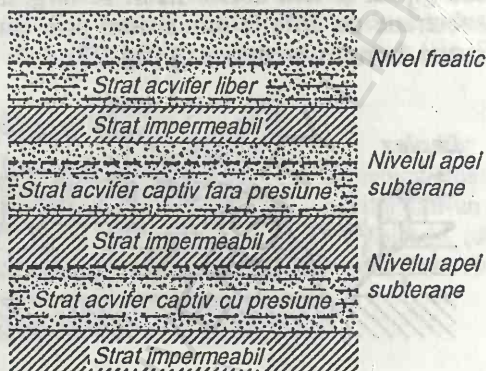 Nivel freatic
Strat acvifer liber
Strat impermeabil
Nivelul apei
subterane
Strat acvifer captiv fara presiune
Strat impermeabil
Nivelul apei
subterane
Strat acvifer captiv cu presiune
Strat impermeabil